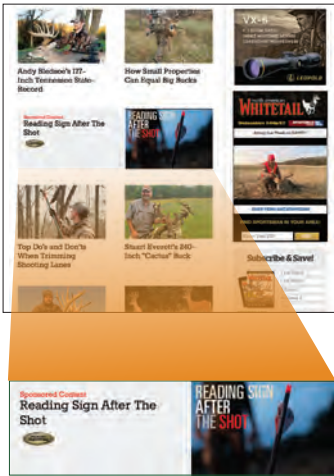 Andy Bledsoe's 177-
Inch Tennessee State-
Record
How Small Properties
Can Equal Big Bucks
VX-6
LEUPOLD
Sponsored Content
Reading Sign After The
Shot
READING SIGN
AFTER
THE SHOT
WHITETAIL
Top Do's and Don'ts
When Trimming
Shooting Lanes
Stuart Everett's 240-
Inch "Cactus" Buck
Subscribe & Save!
Sponsored Content
Reading Sign After The
Shot
READING SIGN
AFTER
THE SHOT